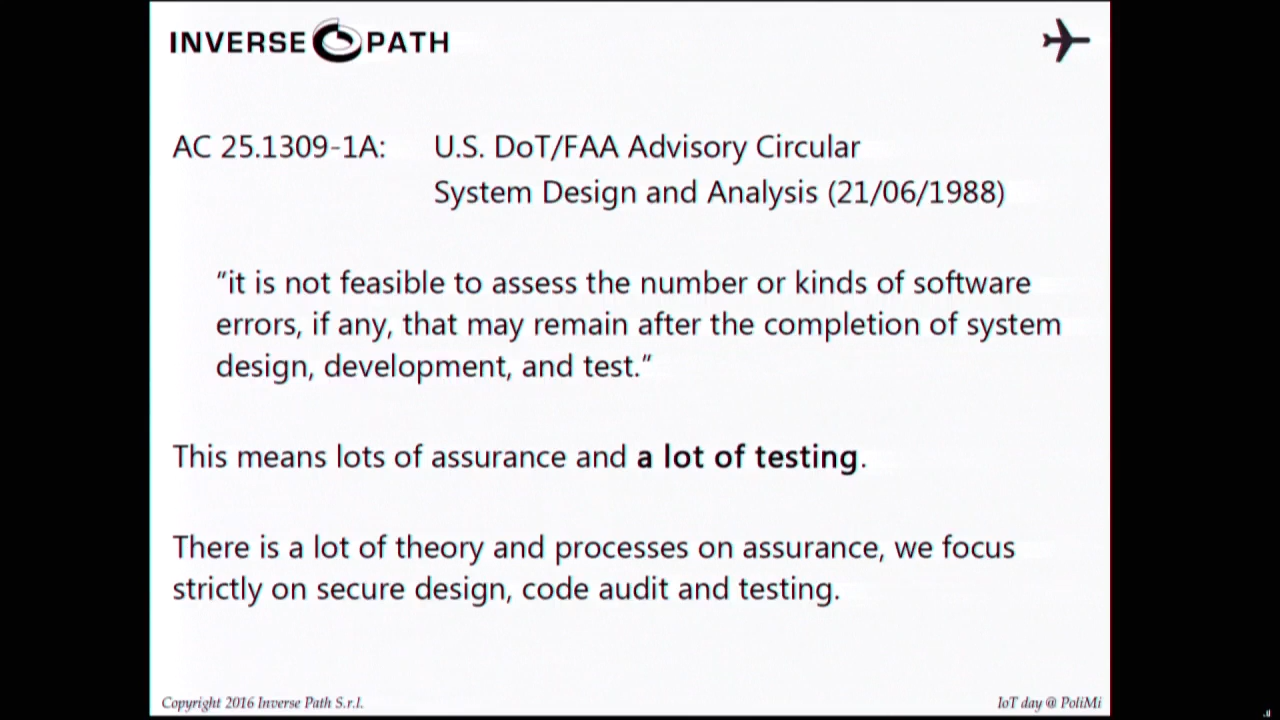 INVERSE PATH
AC 25.1309-1A: U.S. DoT/FAA Advisory Circular
System Design and Analysis (21/06/1988)
"it is not feasible to assess the number or kinds of software
errors, if any, that may remain after the completion of system
design, development, and test."
This means lots of assurance and a lot of testing.
There is a lot of theory and processes on assurance, we focus
strictly on secure design, code audit and testing.
Copyright 2016 Inverse Path S.r.l. IoT day @ PoliMi